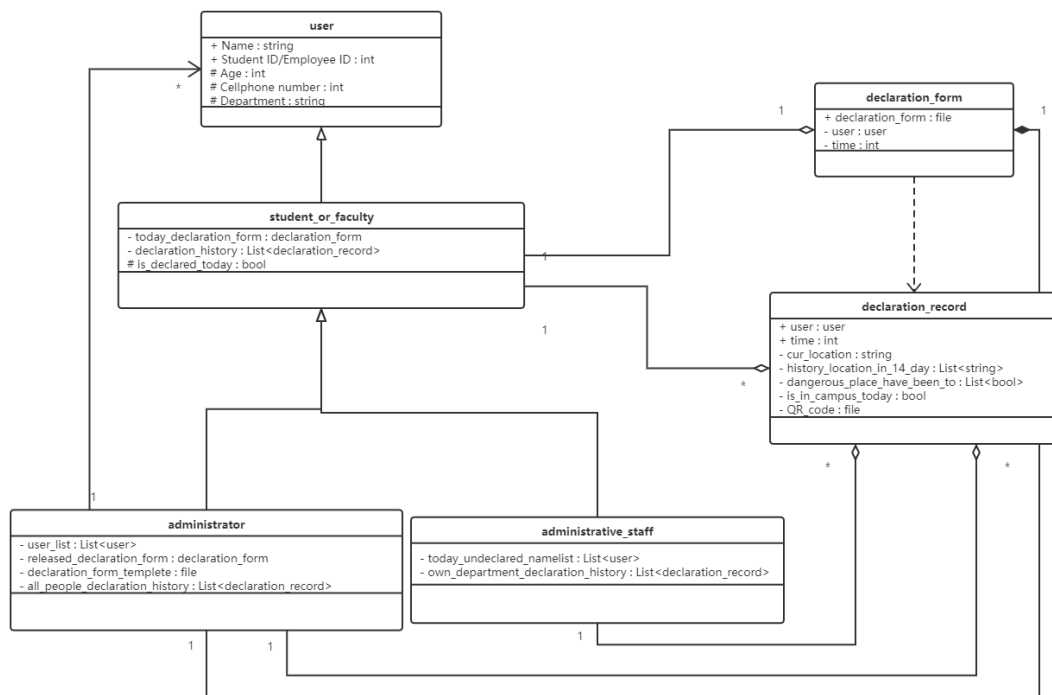 user
+ Name : string
+ Student ID/Employee ID : int
# Age : int
# Cellphone number : int
# Department : string
*
declaration_form
+ declaration_form : file
- user : user
- time : int
1
1
student_or_faculty
- today_declaration_form : declaration_form
- declaration_history : List<declaration_record>
# is_declared_today : bool
1
1
declaration_record
+ user : user
+ time : int
- cur_location : string
- history_location_in_14_day : List<string>
- dangerous_place_have_been_to : List<bool>
- is_in_campus_today : bool
- QR_code : file
*
*
*
1
administrator
- user_list : List<user>
- released_declaration_form : declaration_form
- declaration_form_templete : file
- all_people_declaration_history : List<declaration_record>
administrative_staff
- today_undeclared_namelist : List<user>
- own_department_declaration_history : List<declaration_record>
1
1
1